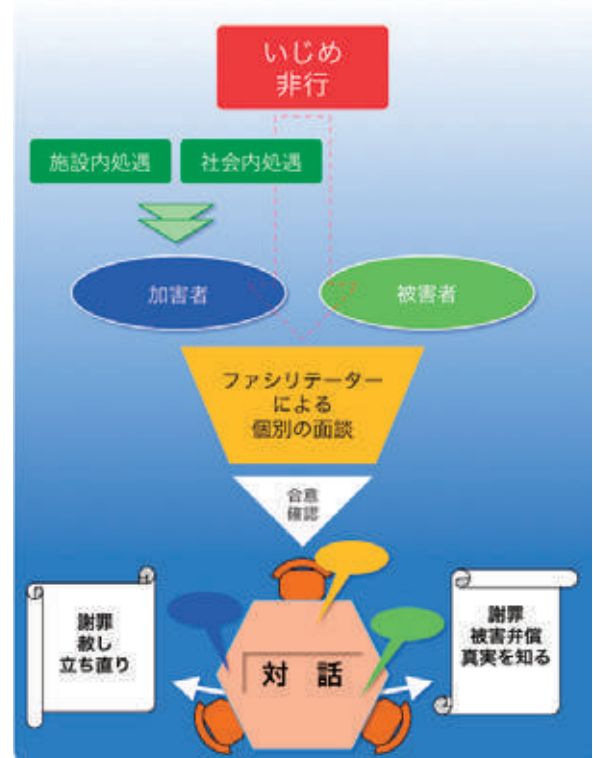 いじめ
非行
施設内処遇
社会内処遇
加害者
被害者
ファシリテーター
による
個別の面談
合意
確認
謝罪
赦し
立ち直り
対 話
謝罪
被害弁償
真実を知る